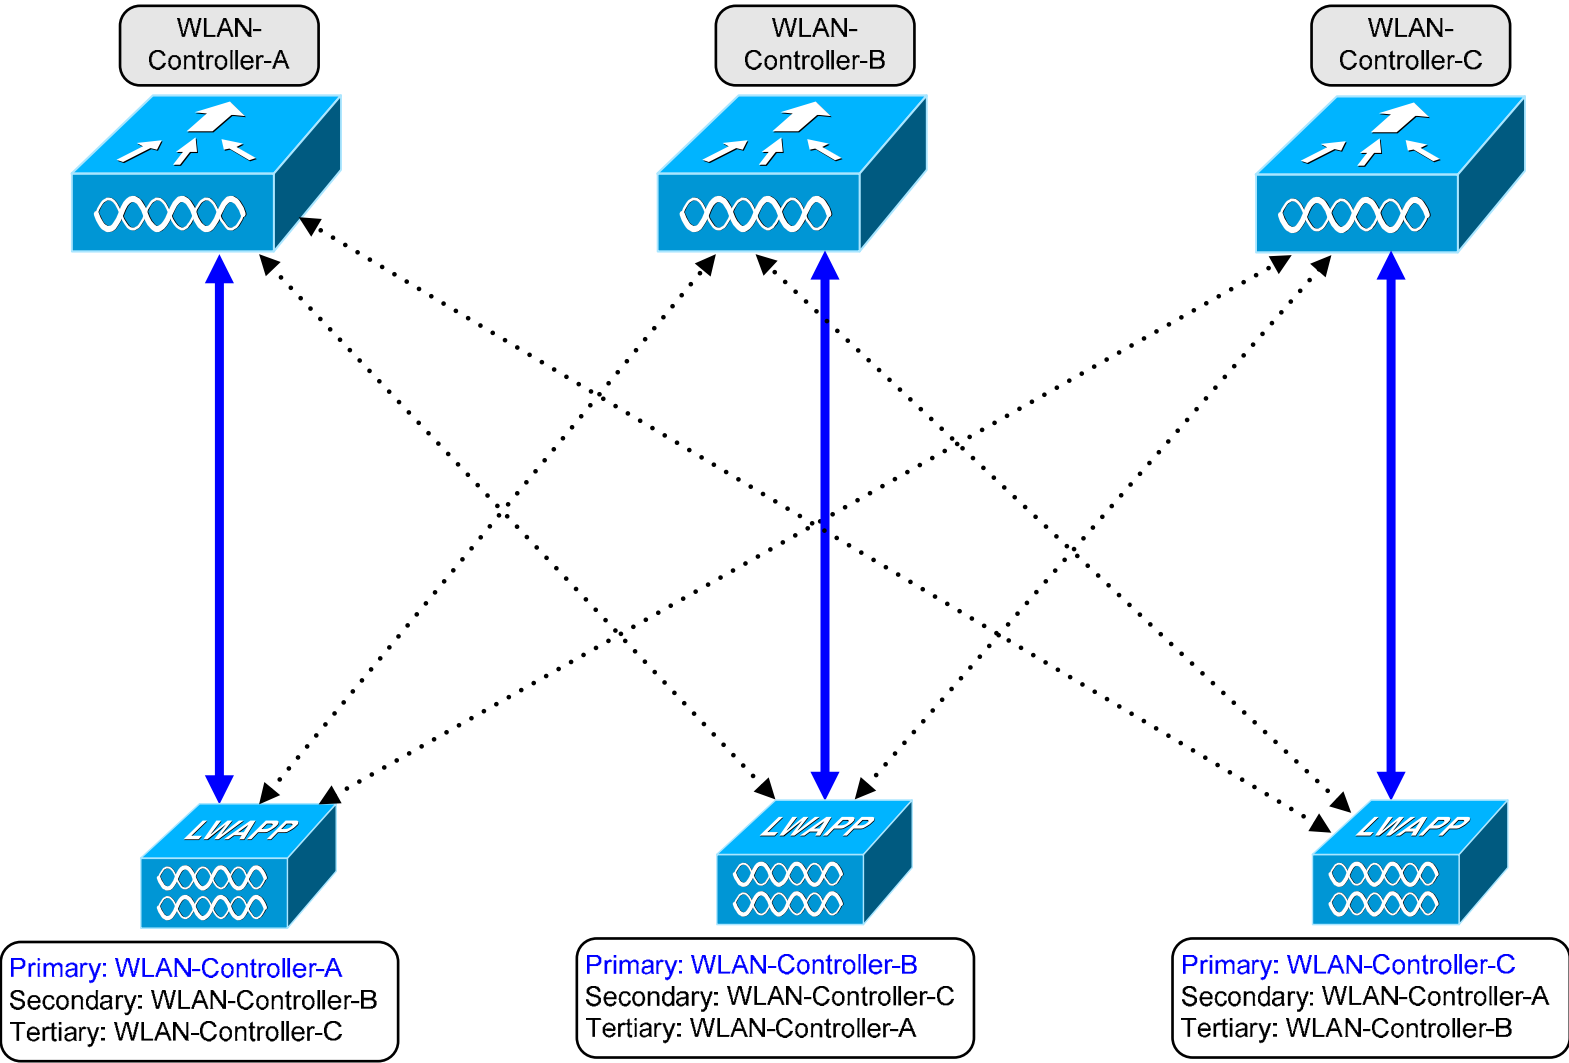 WLAN-
Controller-A
WLAN-
Controller-B
WLAN-
Controller-C
LWAPP
LWAPP
LWAPP
Primary: WLAN-Controller-A
Secondary: WLAN-Controller-B
Tertiary: WLAN-Controller-C
Primary: WLAN-Controller-B
Secondary: WLAN-Controller-C
Tertiary: WLAN-Controller-A
Primary: WLAN-Controller-C
Secondary: WLAN-Controller-A
Tertiary: WLAN-Controller-B